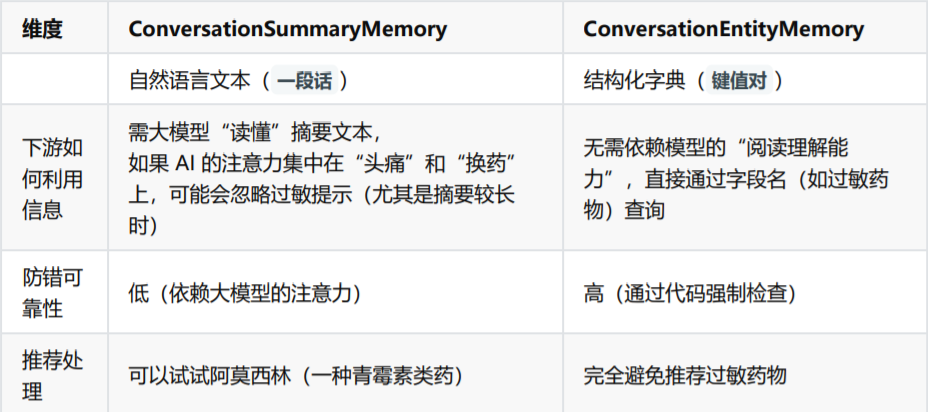 维度 ConversationSummaryMemory ConversationEntityMemory
自然语言文本（ 一段话 ） 结构化字典（ 键值对 ）
下游如何利用信息
需大模型“读懂”摘要文本，
如果 AI 的注意力集中在“头痛”和“换药”
上，可能会忽略过敏提示（尤其是摘要较长
时）
无需依赖模型的“阅读理解能
力”，直接通过字段名（如过敏药
物）查询
防错可靠性
低（依赖大模型的注意力） 高（通过代码强制检查）
推荐处理
可以试试阿莫西林（一种青霉素类药） 完全避免推荐过敏药物